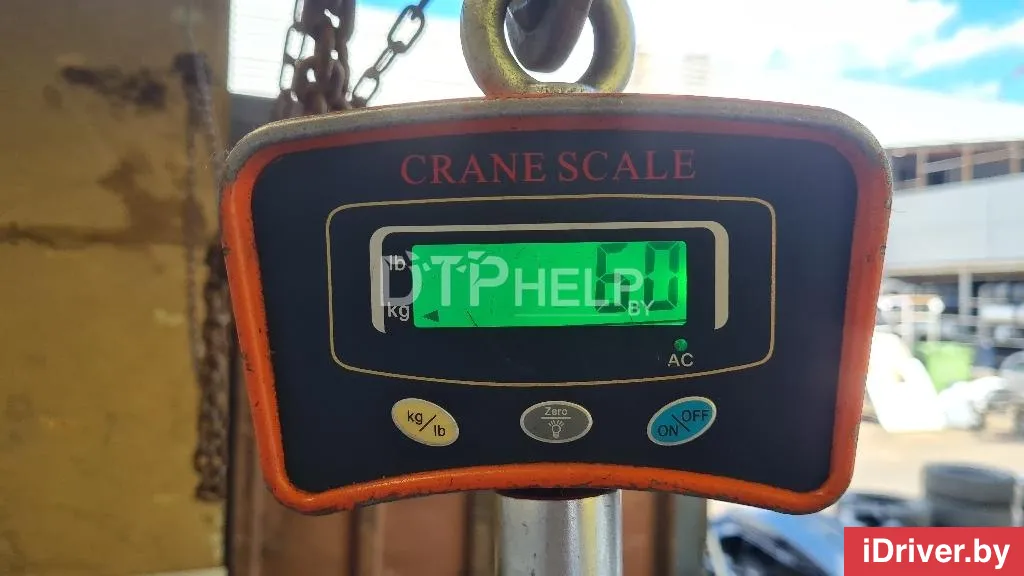 CRANE SCALE
lb
DTPHELP
BY
60
kg
AC
kg/lb
Zero
ON/OFF
iDriver.by